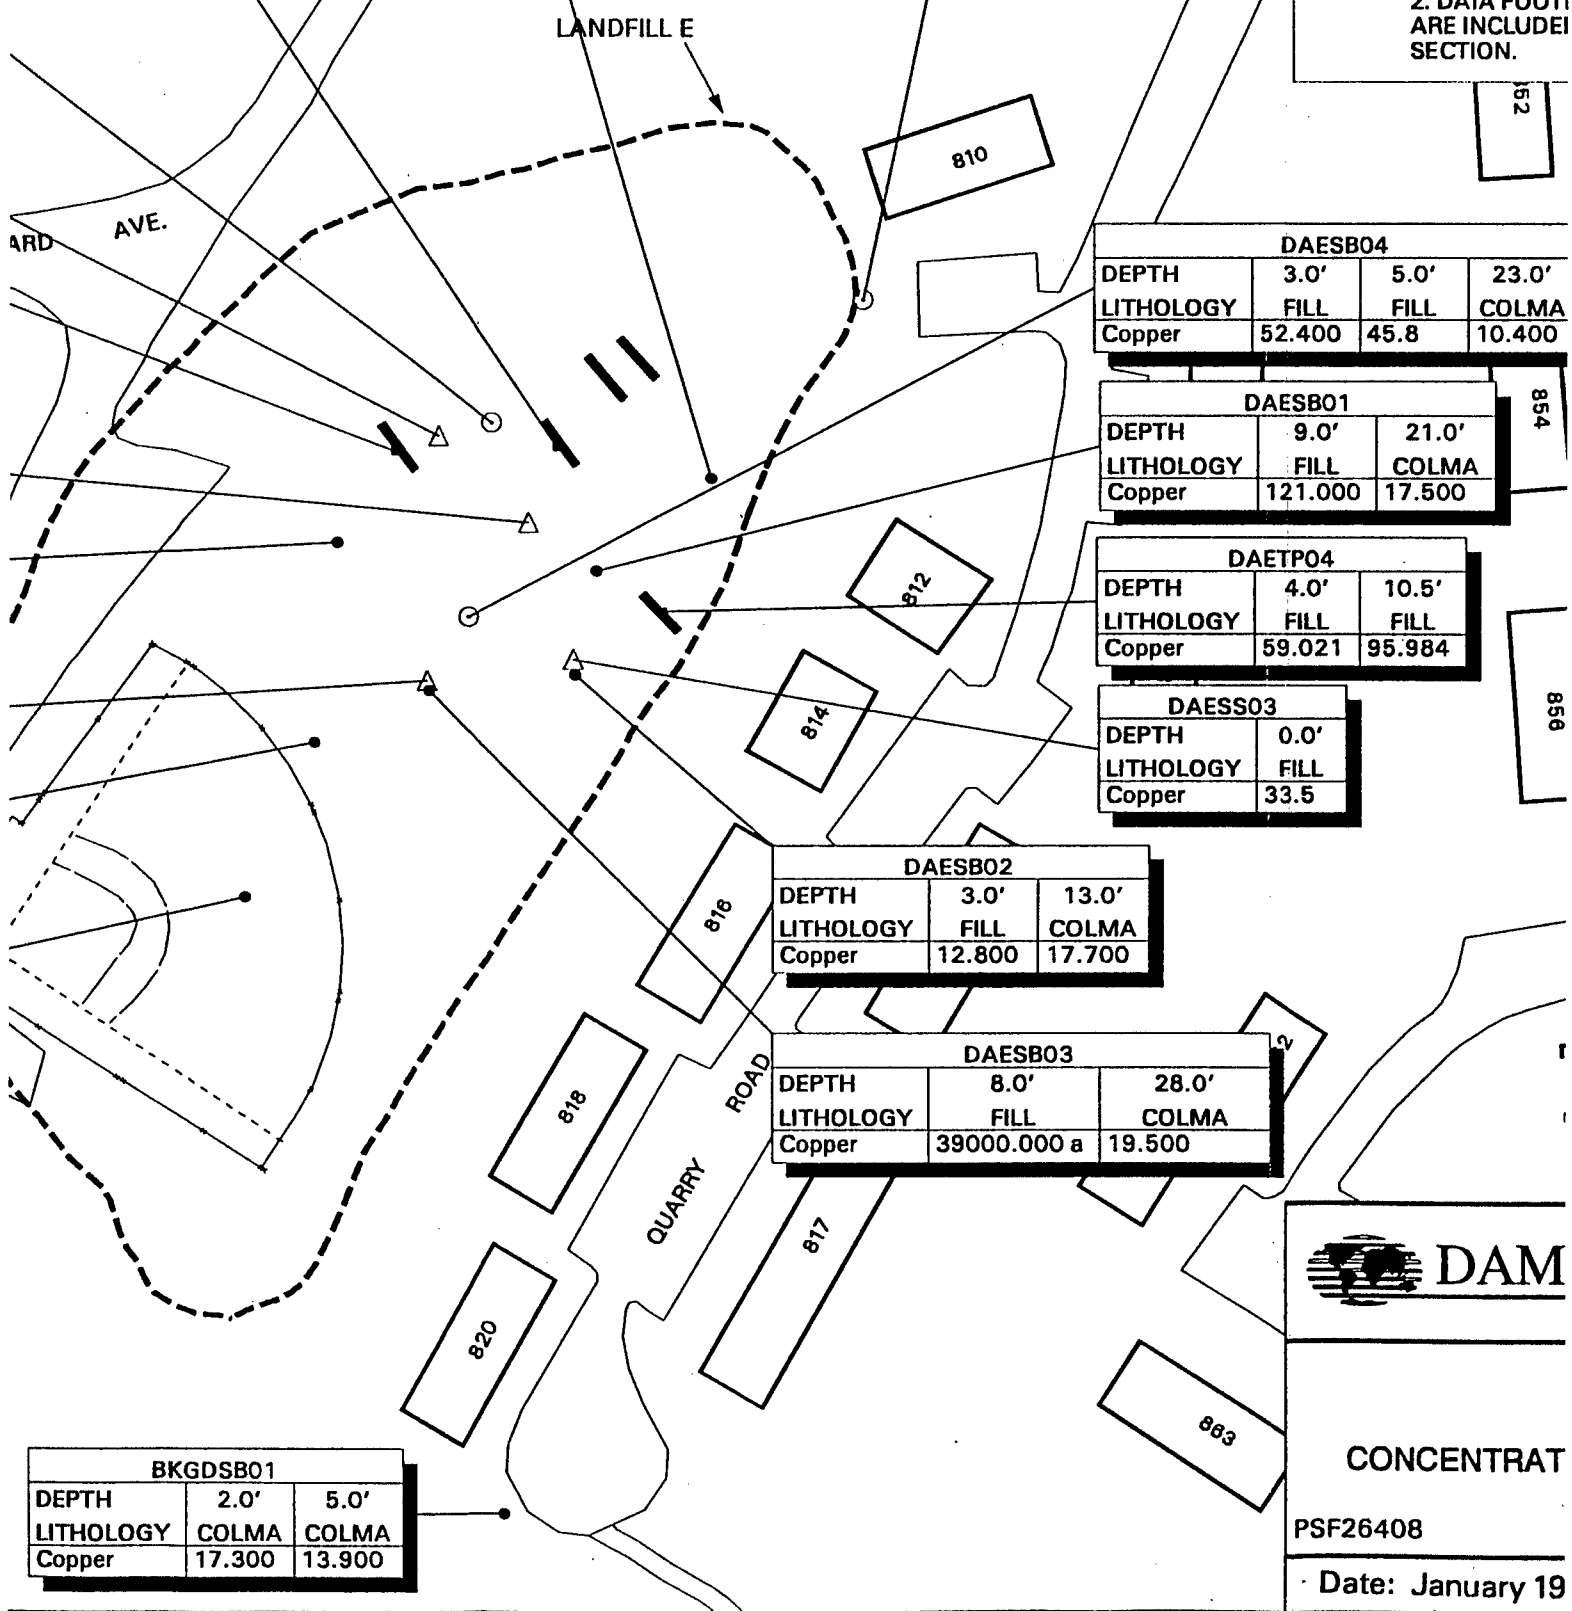 2. DATA
ARE
SECTION.
LANDFILL E
810
AVE.
DAESB04
DEPTH 3.0' 5.0' 23.0'
LITHOLOGY FILL FILL COLMA
Copper 52.400 45.8 10.400
DAESB01
DEPTH 9.0' 21.0'
LITHOLOGY FILL COLMA
Copper 121.000 17.500
854
DAETP04
DEPTH 4.0' 10.5'
LITHOLOGY FILL FILL
Copper 59.021 95.984
812
DAESS03
DEPTH 0.0'
LITHOLOGY FILL
Copper 33.5
856
814
DAESB02
DEPTH 3.0' 13.0'
LITHOLOGY FILL COLMA
Copper 12.800 17.700
816
DAESB03
DEPTH 8.0' 28.0'
LITHOLOGY FILL COLMA
Copper 39000.000 a 19.500
818
QUARRY ROAD
817
820
863
BKGDSB01
DEPTH 2.0' 5.0'
LITHOLOGY COLMA COLMA
Copper 17.300 13.900
DAM
CONCENTRAT
PSF26408
Date: January 19